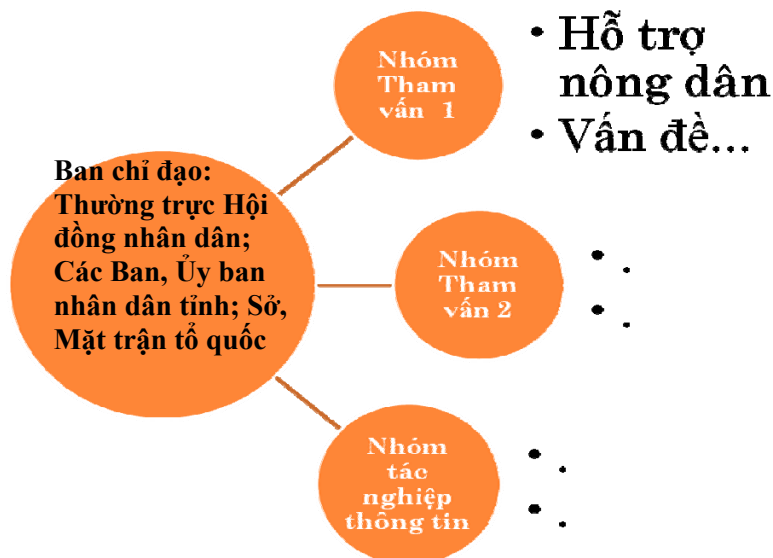 Ban chỉ đạo:
Thường trực Hội
đồng nhân dân;
Các Ban, Ủy ban
nhân dân tỉnh; Sở,
Mặt trận tổ quốc
Nhóm
Tham
vấn 1
• Hỗ trợ
nông dân
• Vấn đề...
Nhóm
Tham
vấn 2
• .
• .
Nhóm
tác
nghiệp
thông tin
• .
• .